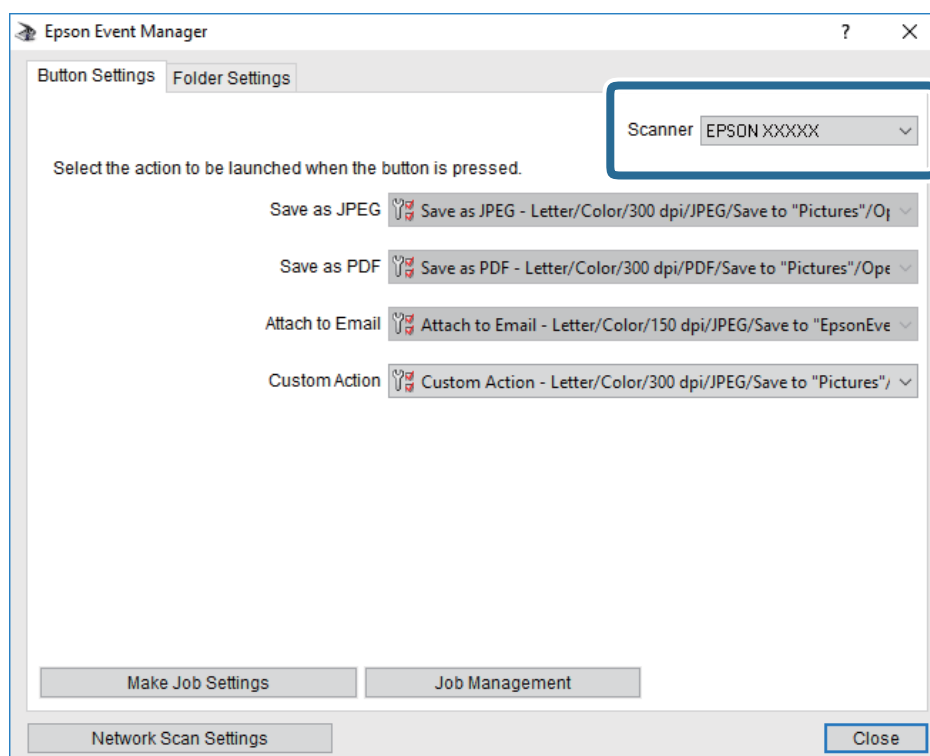 Epson Event Manager
Button Settings Folder Settings
Scanner EPSON XXXXX
Select the action to be launched when the button is pressed.
Save as JPEG Save as JPEG - Letter/Color/300 dpi/JPEG/Save to "Pictures"/Op
Save as PDF Save as PDF - Letter/Color/300 dpi/PDF/Save to "Pictures"/Ope
Attach to Email Attach to Email - Letter/Color/150 dpi/JPEG/Save to "EpsonEve
Custom Action Custom Action - Letter/Color/300 dpi/JPEG/Save to "Pictures"/
Make Job Settings Job Management
Network Scan Settings Close